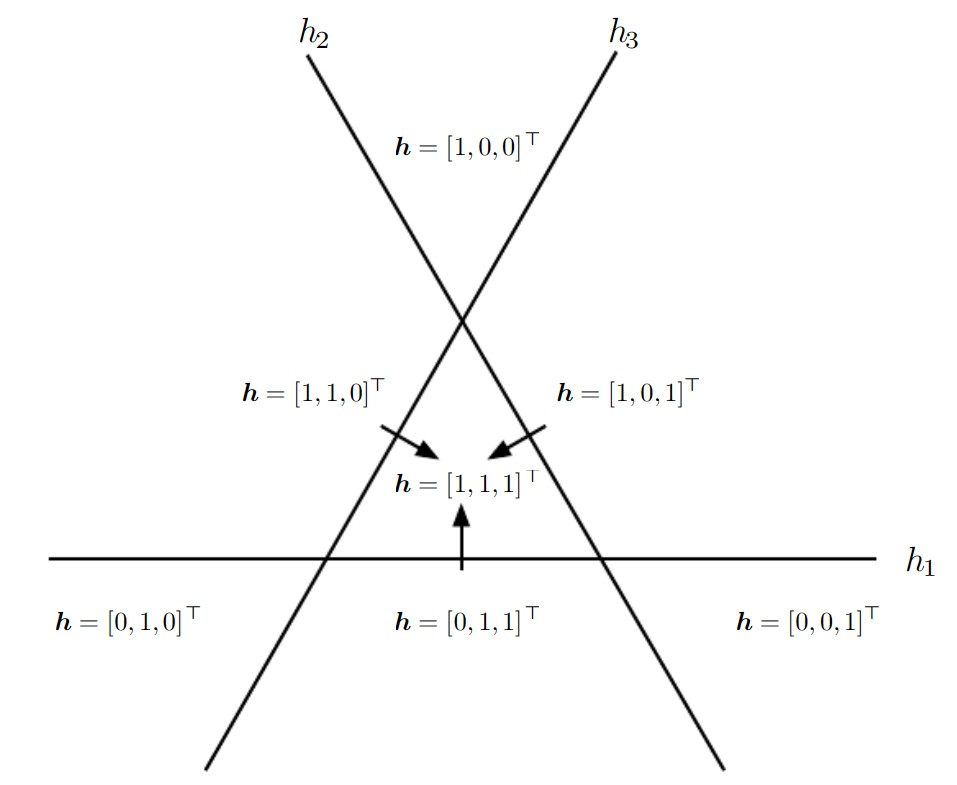 h₂
h₃
h = [1, 0, 0]⊤
h = [1, 1, 0]⊤
h = [1, 0, 1]⊤
h = [1, 1, 1]⊤
h₁
h = [0, 1, 0]⊤
h = [0, 1, 1]⊤
h = [0, 0, 1]⊤